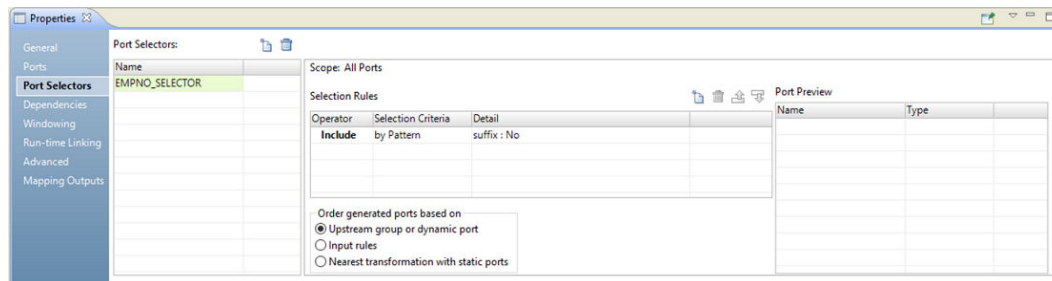 Properties
General
Ports
Port Selectors
Dependencies
Windowing
Run-time Linking
Advanced
Mapping Outputs
Port Selectors:
Name
EMPNO_SELECTOR
Scope: All Ports
Selection Rules
Operator Selection Criteria Detail
Include by Pattern suffix : No
Order generated ports based on
Upstream group or dynamic port
Input rules
Nearest transformation with static ports
Port Preview
Name Type